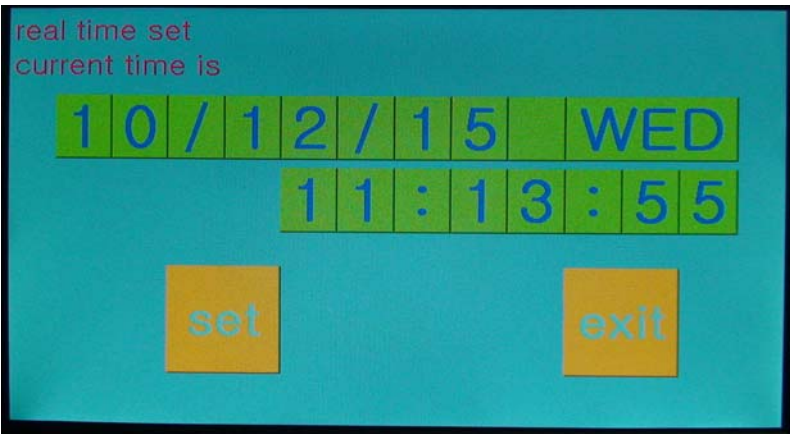 real time set
current time is
10/12/15 WED
11:13:55
set
exit